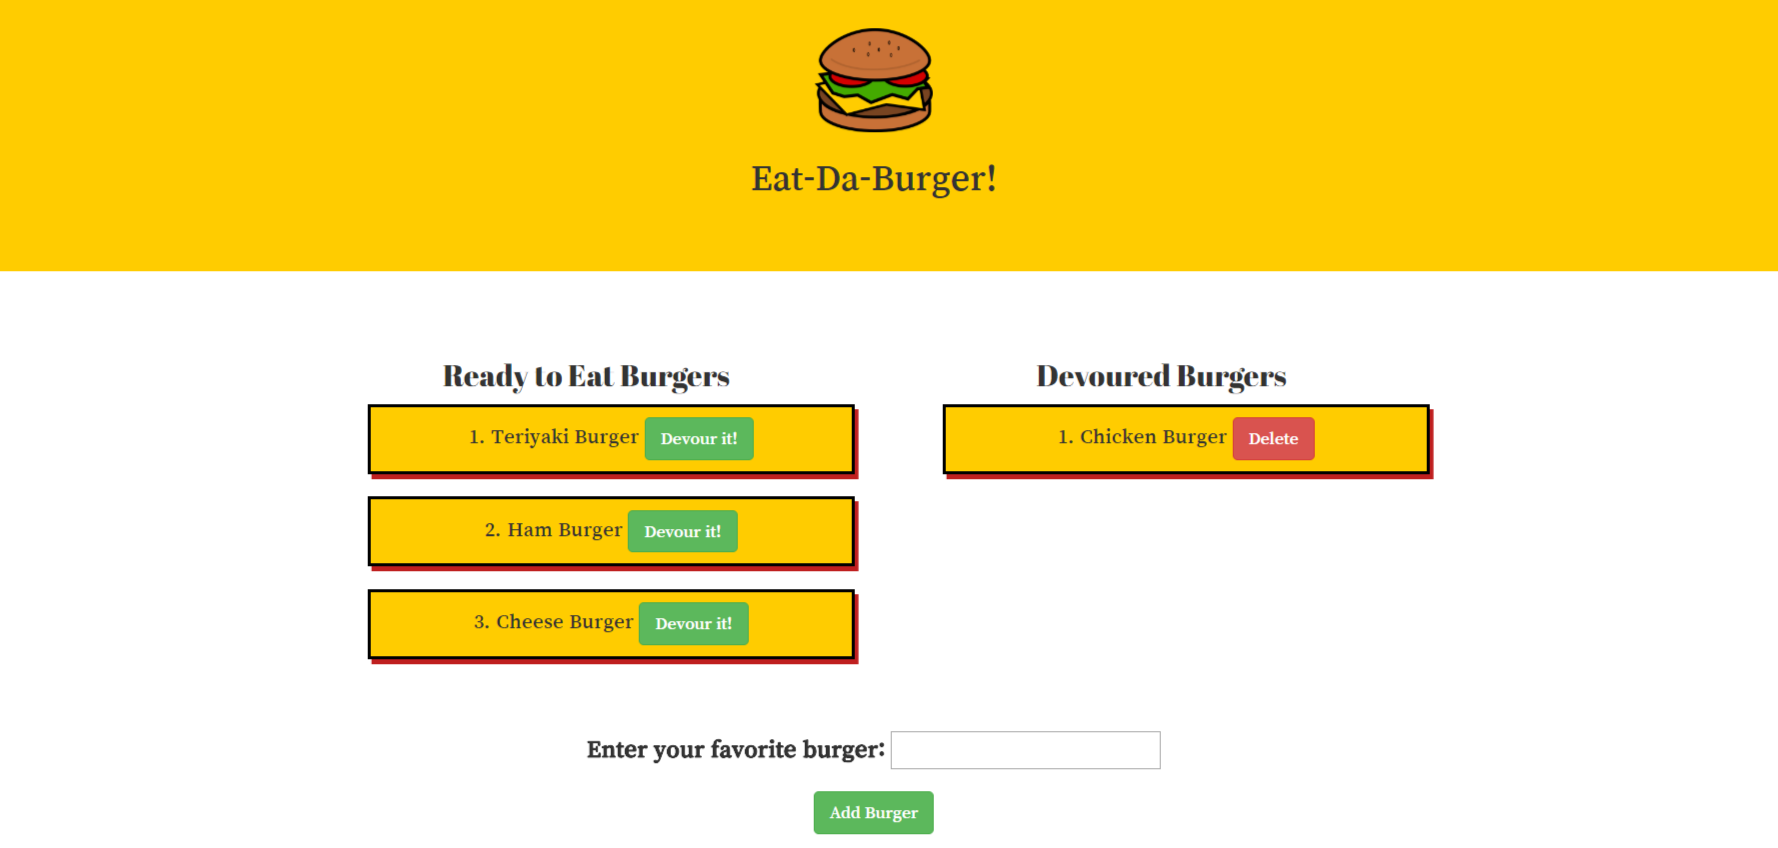 Eat-Da-Burger!
Ready to Eat Burgers
1. Teriyaki Burger Devour it!
2. Ham Burger Devour it!
3. Cheese Burger Devour it!
Devoured Burgers
1. Chicken Burger Delete
Enter your favorite burger:
Add Burger